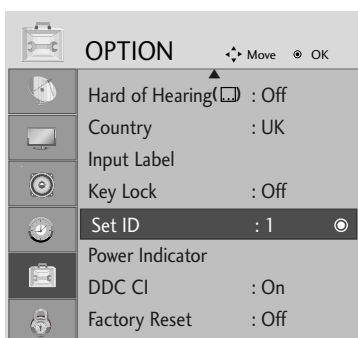 OPTION Move OK
Hard of Hearing( ) : Off
Country : UK
Input Label
Key Lock : Off
Set ID : 1
Power Indicator
DDC CI : On
Factory Reset : Off